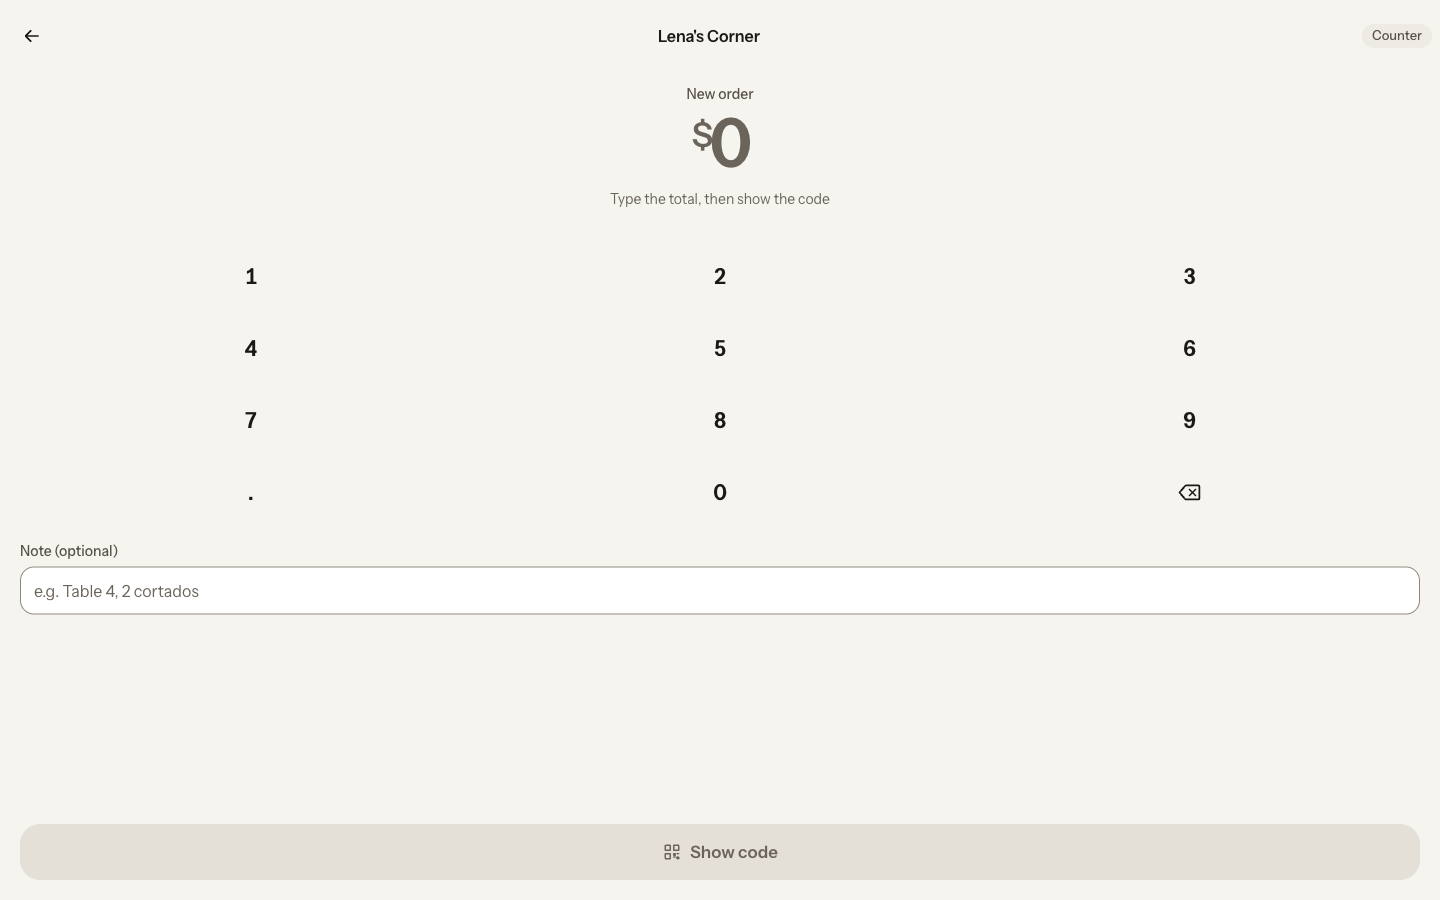 Lena's Corner
Counter
New order
$0
Type the total, then show the code
1 2 3
4 5 6
7 8 9
. 0
Note (optional)
e.g. Table 4, 2 cortados
Show code